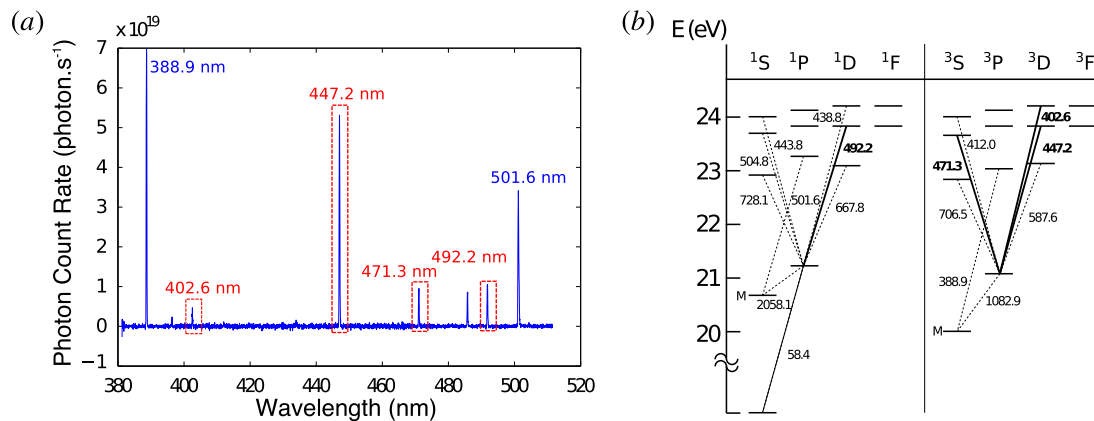 (a)
×10¹⁹
7
6
5
4
3
2
1
0
−1
Photon Count Rate (photon.s⁻¹)
388.9 nm
402.6 nm
447.2 nm
471.3 nm
492.2 nm
501.6 nm
380 400 420 440 460 480 500 520
Wavelength (nm)
(b)
E (eV)
¹S ¹P ¹D ¹F ³S ³P ³D ³F
24
23
22
21
20
438.8
443.8
492.2
504.8
501.6
728.1
667.8
M
2058.1
58.4
402.6
412.0
447.2
471.3
706.5
587.6
388.9
1082.9
M